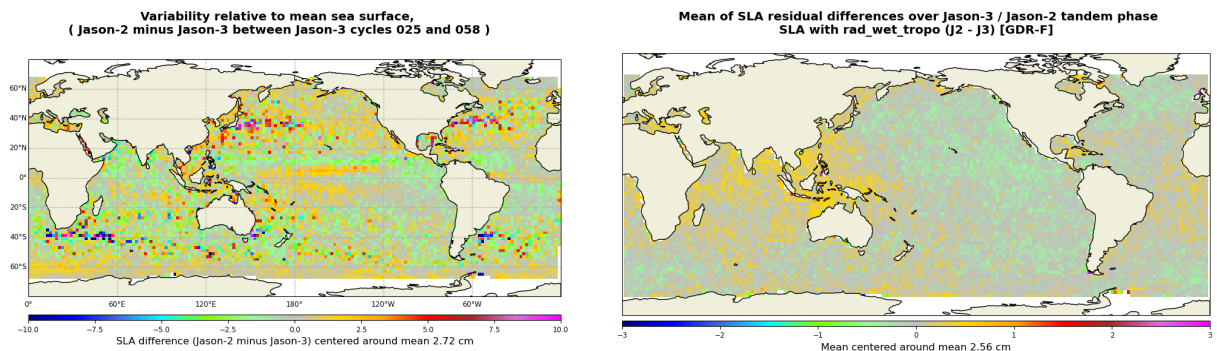 Variability relative to mean sea surface,
( Jason-2 minus Jason-3 between Jason-3 cycles 025 and 058 )
60°N
40°N
20°N
0°
20°S
40°S
60°S
0° 60°E 120°E 180° 120°W 60°W
−10.0 −7.5 −5.0 −2.5 0.0 2.5 5.0 7.5 10.0
SLA difference (Jason-2 minus Jason-3) centered around mean 2.72 cm
Mean of SLA residual differences over Jason-3 / Jason-2 tandem phase
SLA with rad_wet_tropo (J2 - J3) [GDR-F]
−3 −2 −1 0 1 2 3
Mean centered around mean 2.56 cm